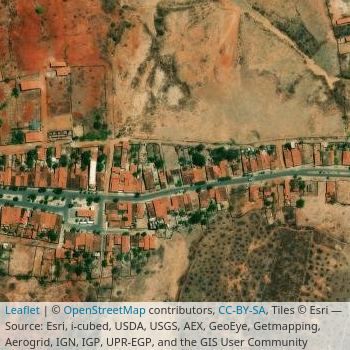 Leaflet | © OpenStreetMap contributors, CC-BY-SA, Tiles © Esri —
Source: Esri, i-cubed, USDA, USGS, AEX, GeoEye, Getmapping,
Aerogrid, IGN, IGP, UPR-EGP, and the GIS User Community